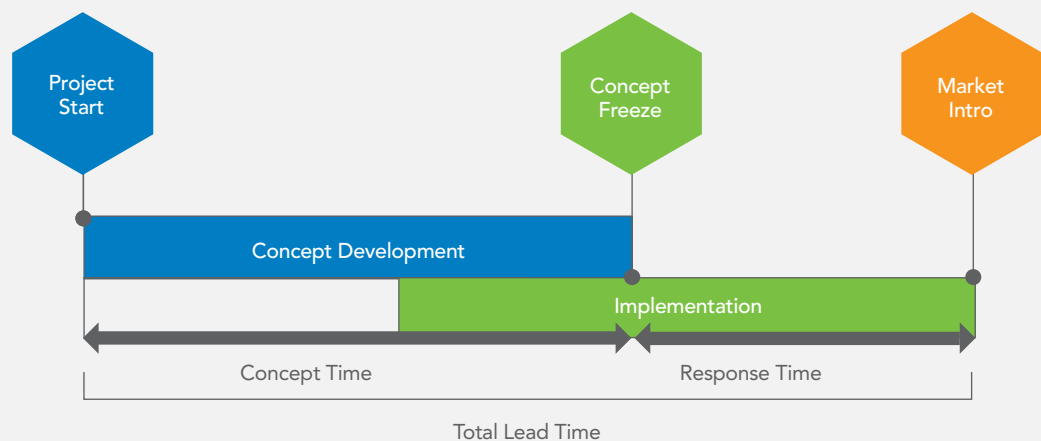 Project
Start
Concept
Freeze
Market
Intro
Concept Development
Implementation
Concept Time
Response Time
Total Lead Time